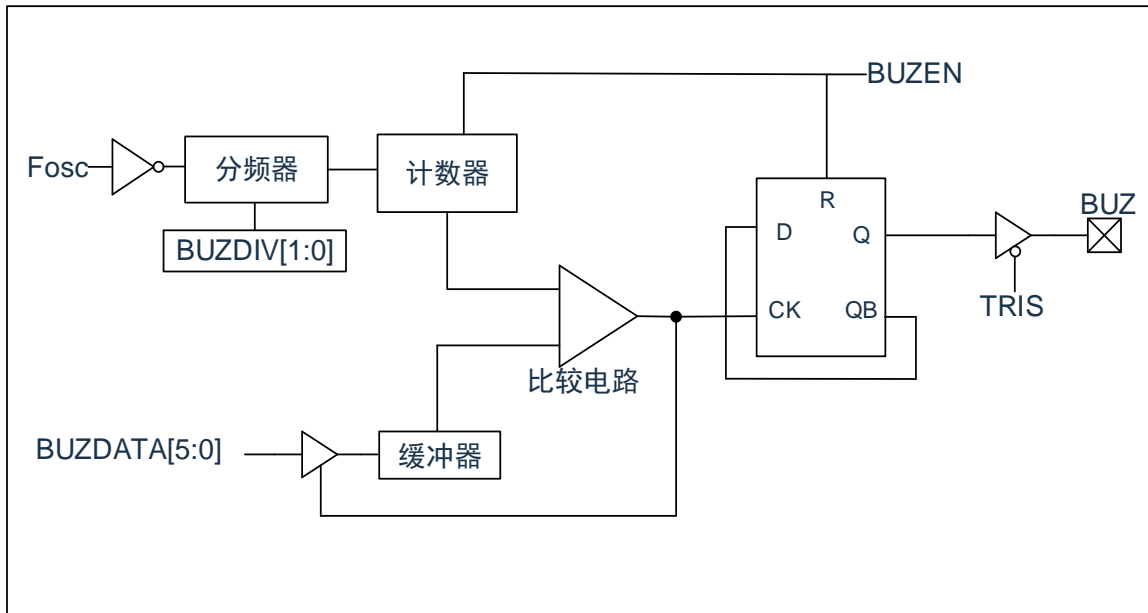 BUZEN
Fosc
分频器
计数器
BUZDIV[1:0]
R
D
Q
BUZ
CK
QB
TRIS
比较电路
BUZDATA[5:0]
缓冲器